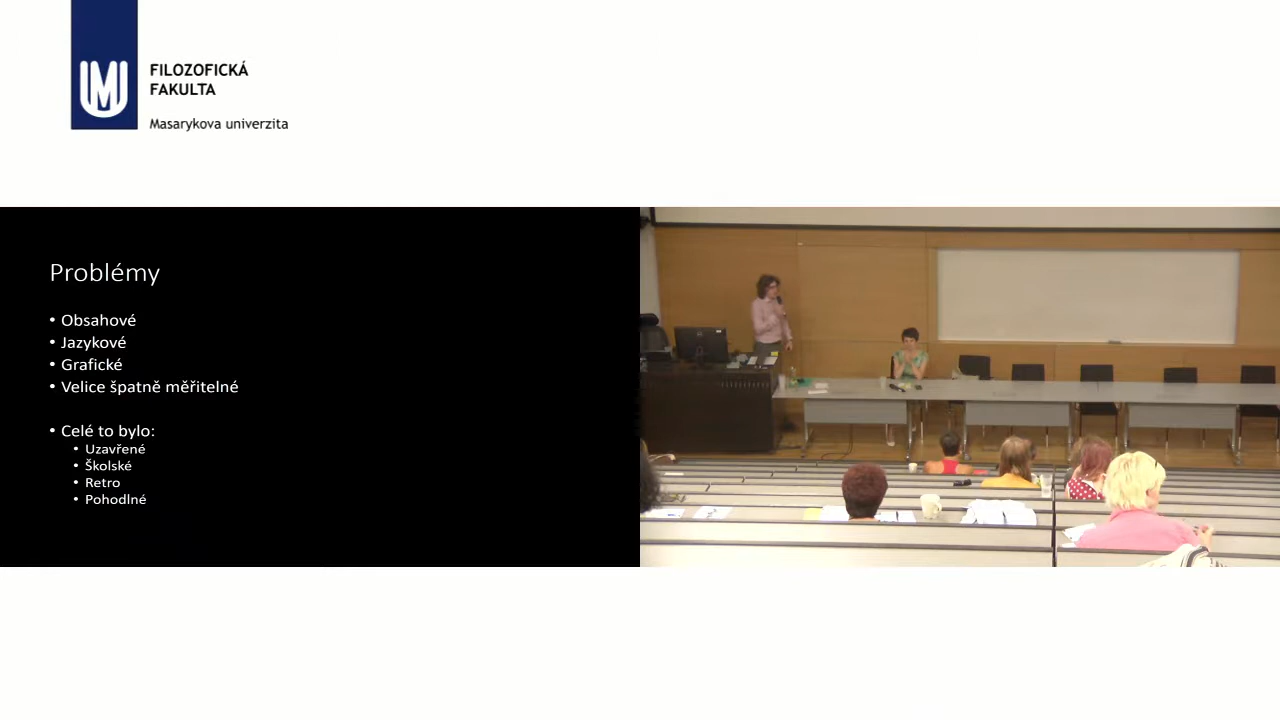 FILOZOFICKÁ
FAKULTA
Masarykova univerzita
Problémy
• Obsahové
• Jazykové
• Grafické
• Velice špatně měřitelné
• Celé to bylo:
• Uzavřené
• Školské
• Retro
• Pohodlné